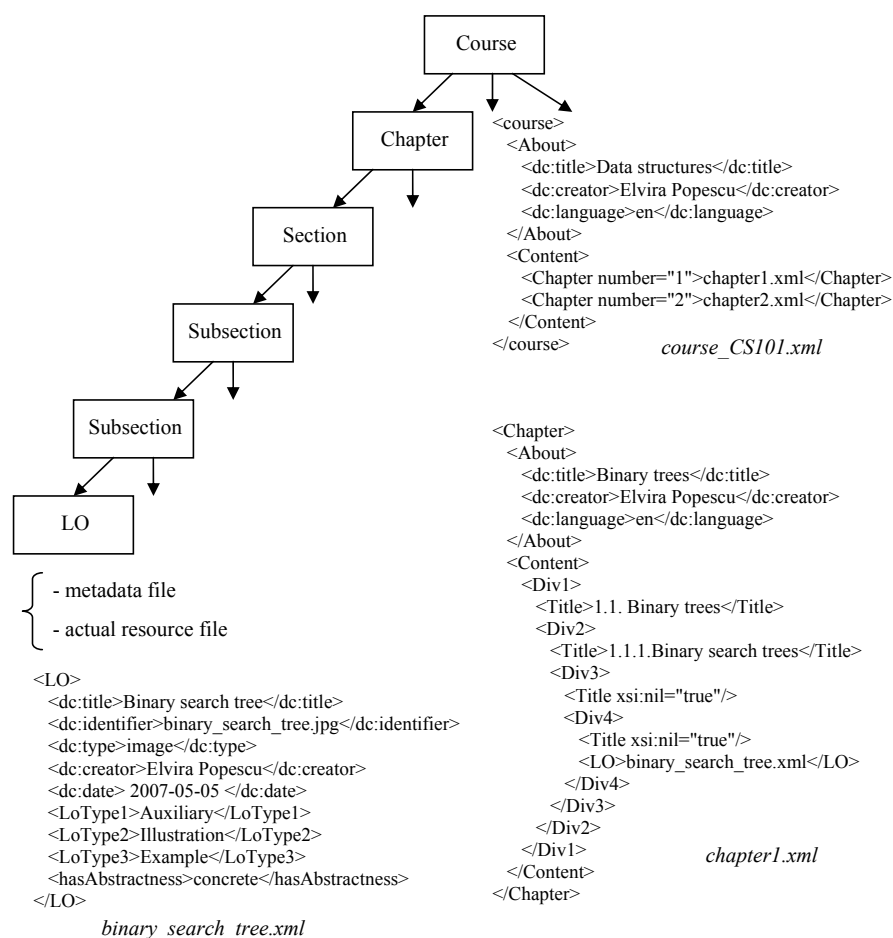 Course
Chapter
Section
Subsection
Subsection
LO
- metadata file
- actual resource file
<LO>
<dc:title>Binary search tree</dc:title>
<dc:identifier>binary_search_tree.jpg</dc:identifier>
<dc:type>image</dc:type>
<dc:creator>Elvira Popescu</dc:creator>
<dc:date> 2007-05-05 </dc:date>
<LoType1>Auxiliary</LoType1>
<LoType2>Illustration</LoType2>
<LoType3>Example</LoType3>
<hasAbstractness>concrete</hasAbstractness>
</LO>
binary_search_tree.xml
<course>
<About>
<dc:title>Data structures</dc:title>
<dc:creator>Elvira Popescu</dc:creator>
<dc:language>en</dc:language>
</About>
<Content>
<Chapter number="1">chapter1.xml</Chapter>
<Chapter number="2">chapter2.xml</Chapter>
</Content>
</course>
course_CS101.xml
<Chapter>
<About>
<dc:title>Binary trees</dc:title>
<dc:creator>Elvira Popescu</dc:creator>
<dc:language>en</dc:language>
</About>
<Content>
<Div1>
<Title>1.1. Binary trees</Title>
<Div2>
<Title>1.1.1.Binary search trees</Title>
<Div3>
<Title xsi:nil="true"/>
<Div4>
<Title xsi:nil="true"/>
<LO>binary_search_tree.xml</LO>
</Div4>
</Div3>
</Div2>
</Div1>
</Content>
</Chapter>
chapter1.xml